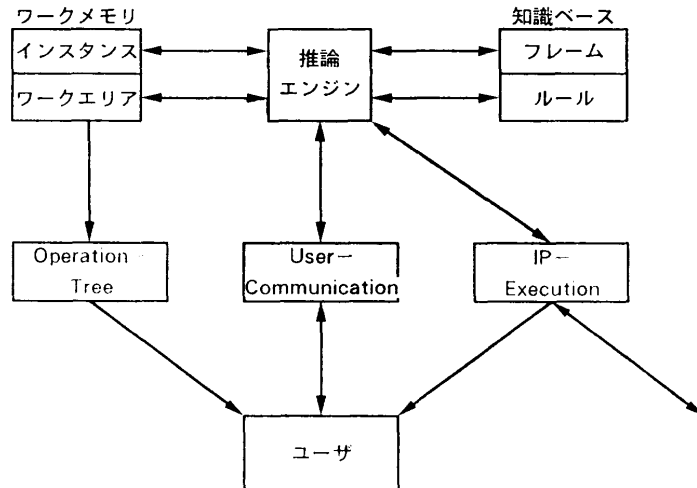 ワークメモリ
知識ベース
インスタンス
推論
フレーム
ワークエリア
エンジン
ルール
Operation－
Tree
User－
Communication
IP－
Execution
ユーザ